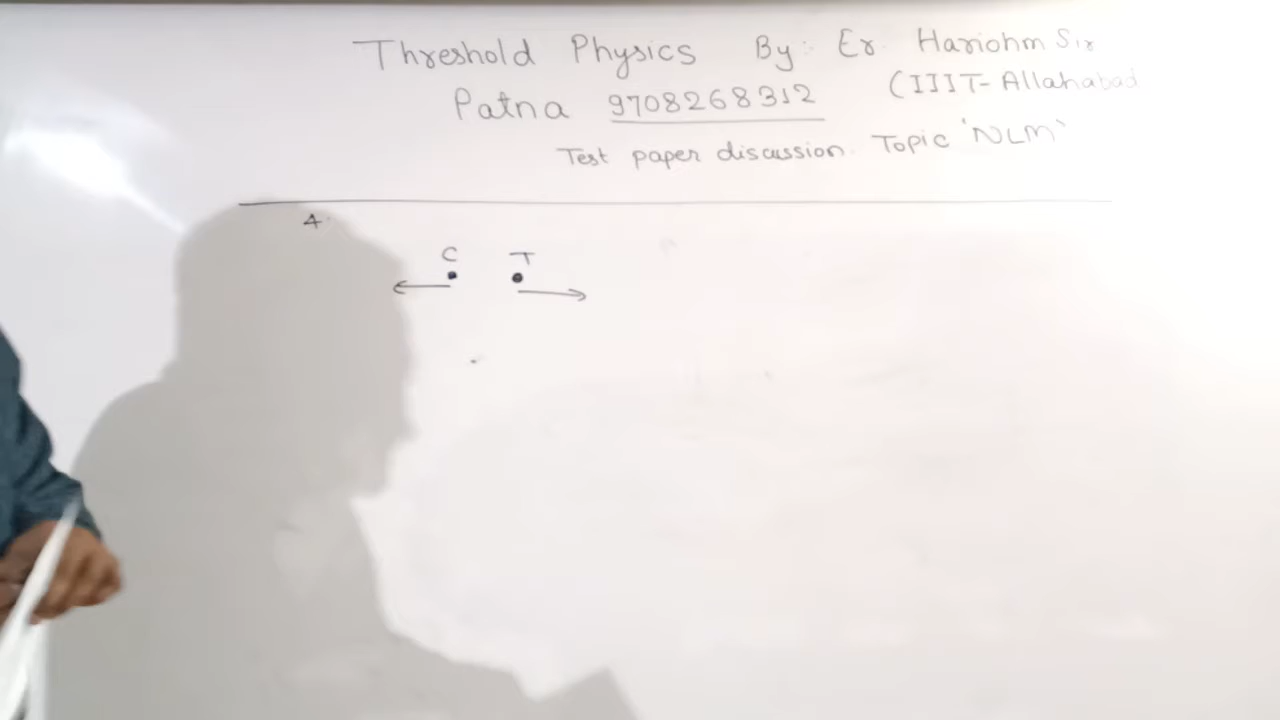 Threshold Physics By: Er. Hariohm Sir
Patna 9708268312 (IIIT-Allahabad
Test paper discussion. Topic 'NLM'
4.
C T